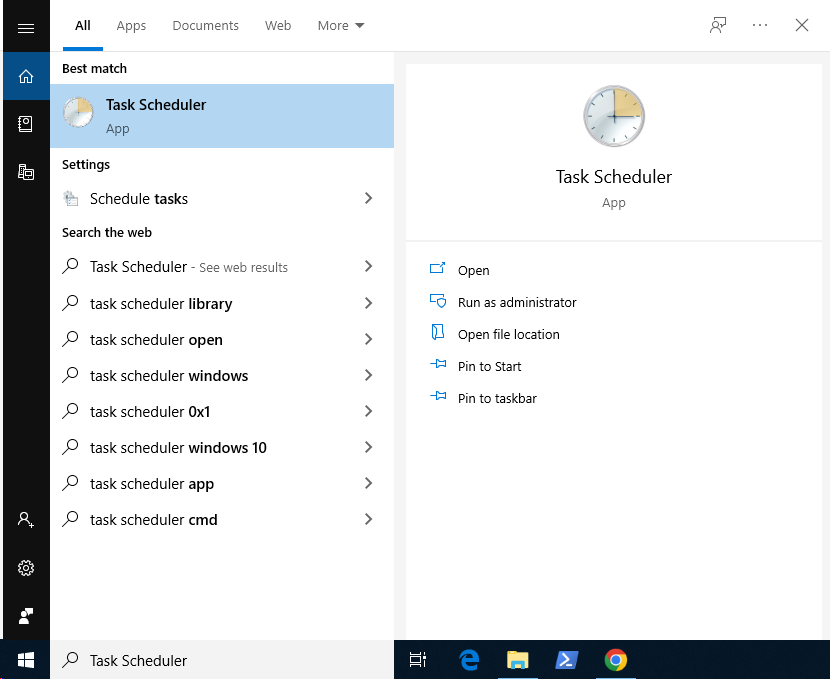 All Apps Documents Web More
Best match
Task Scheduler
App
Settings
Schedule tasks
Search the web
Task Scheduler - See web results
task scheduler library
task scheduler open
task scheduler windows
task scheduler 0x1
task scheduler windows 10
task scheduler app
task scheduler cmd
Task Scheduler
App
Open
Run as administrator
Open file location
Pin to Start
Pin to taskbar
Task Scheduler